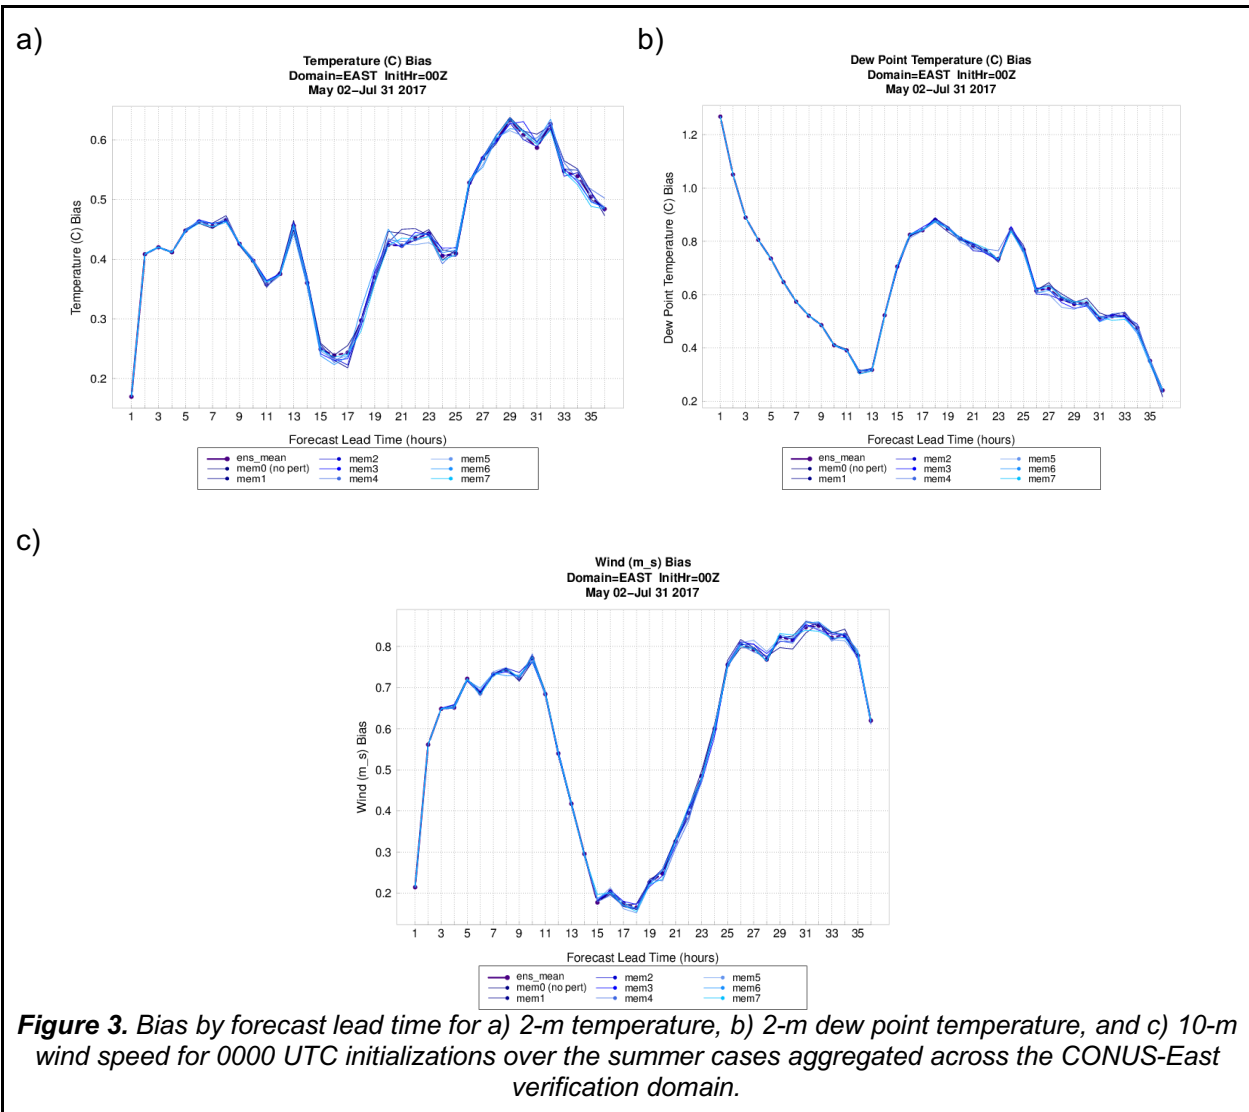 a)
Temperature (C) Bias
Domain=EAST InitHr=00Z
May 02–Jul 31 2017
Temperature (C) Bias
0.6
0.5
0.4
0.3
0.2
1 3 5 7 9 11 13 15 17 19 21 23 25 27 29 31 33 35
Forecast Lead Time (hours)
ens_mean mem2 mem5
mem0 (no pert) mem3 mem6
mem1 mem4 mem7
b)
Dew Point Temperature (C) Bias
Domain=EAST InitHr=00Z
May 02–Jul 31 2017
Dew Point Temperature (C) Bias
1.2
1.0
0.8
0.6
0.4
0.2
1 3 5 7 9 11 13 15 17 19 21 23 25 27 29 31 33 35
Forecast Lead Time (hours)
ens_mean mem2 mem5
mem0 (no pert) mem3 mem6
mem1 mem4 mem7
c)
Wind (m_s) Bias
Domain=EAST InitHr=00Z
May 02–Jul 31 2017
Wind (m_s) Bias
0.8
0.7
0.6
0.5
0.4
0.3
0.2
1 3 5 7 9 11 13 15 17 19 21 23 25 27 29 31 33 35
Forecast Lead Time (hours)
ens_mean mem2 mem5
mem0 (no pert) mem3 mem6
mem1 mem4 mem7
Figure 3. Bias by forecast lead time for a) 2-m temperature, b) 2-m dew point temperature, and c) 10-m
wind speed for 0000 UTC initializations over the summer cases aggregated across the CONUS-East
verification domain.